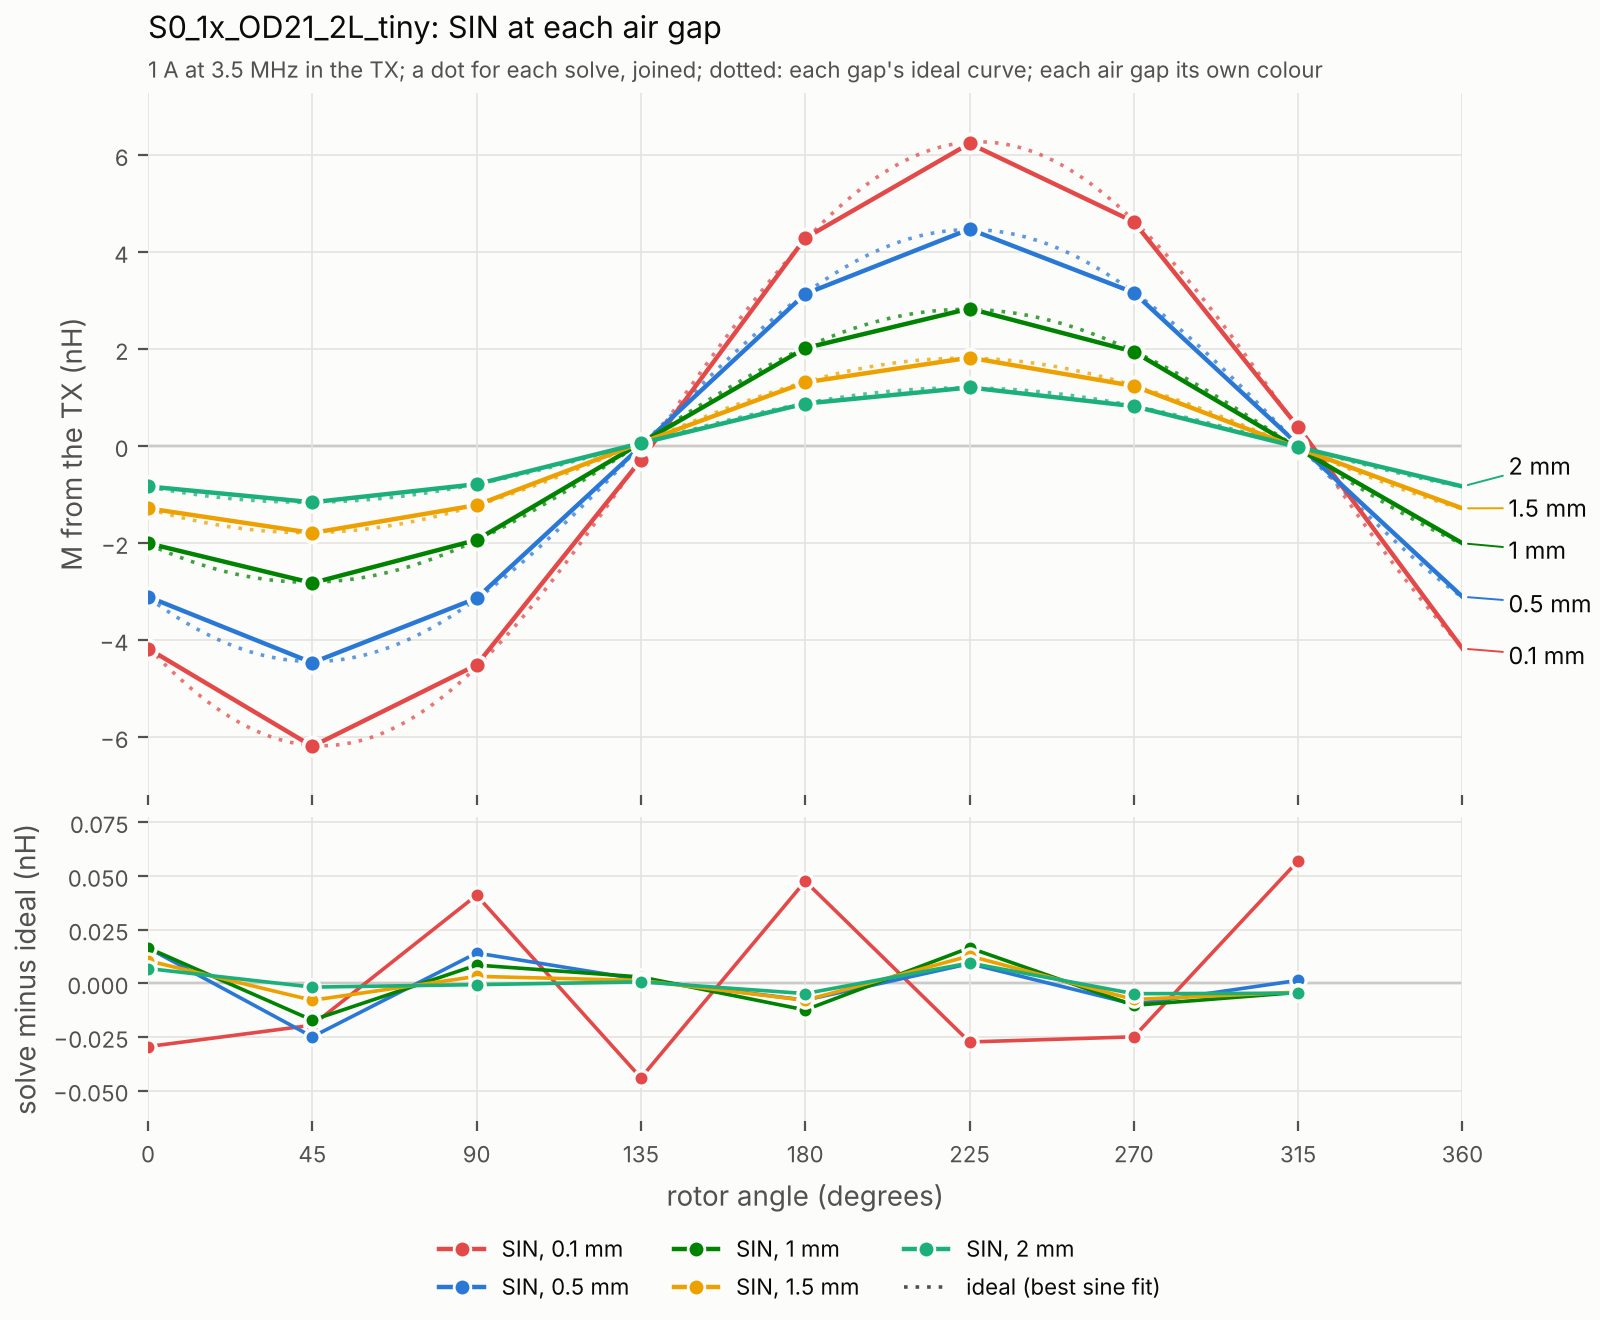 S0_1x_OD21_2L_tiny: SIN at each air gap
1 A at 3.5 MHz in the TX; a dot for each solve, joined; dotted: each gap's ideal curve; each air gap its own colour
M from the TX (nH)
6
4
2
0
−2
−4
−6
2 mm
1.5 mm
1 mm
0.5 mm
0.1 mm
solve minus ideal (nH)
0.075
0.050
0.025
0.000
−0.025
−0.050
0 45 90 135 180 225 270 315 360
rotor angle (degrees)
SIN, 0.1 mm SIN, 1 mm SIN, 2 mm
SIN, 0.5 mm SIN, 1.5 mm ideal (best sine fit)